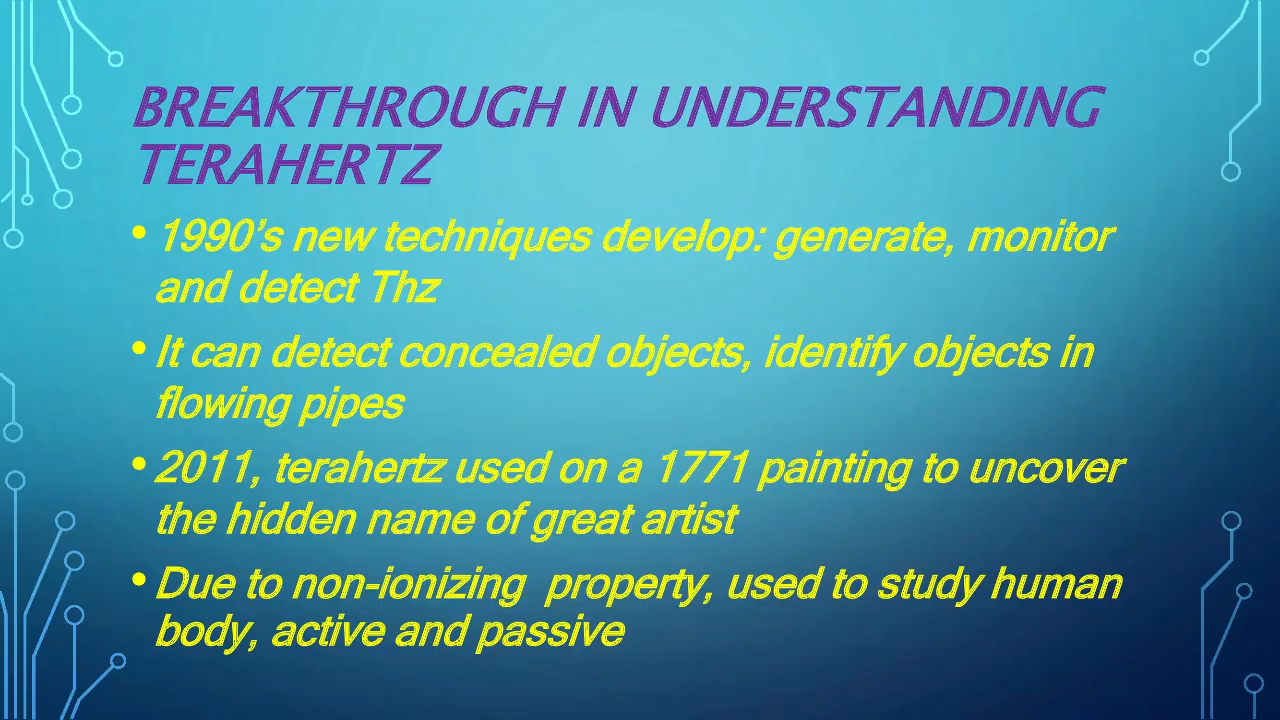 BREAKTHROUGH IN UNDERSTANDING
TERAHERTZ
• 1990’s new techniques develop: generate, monitor
and detect Thz
• It can detect concealed objects, identify objects in
flowing pipes
• 2011, terahertz used on a 1771 painting to uncover
the hidden name of great artist
• Due to non-ionizing  property, used to study human
body, active and passive